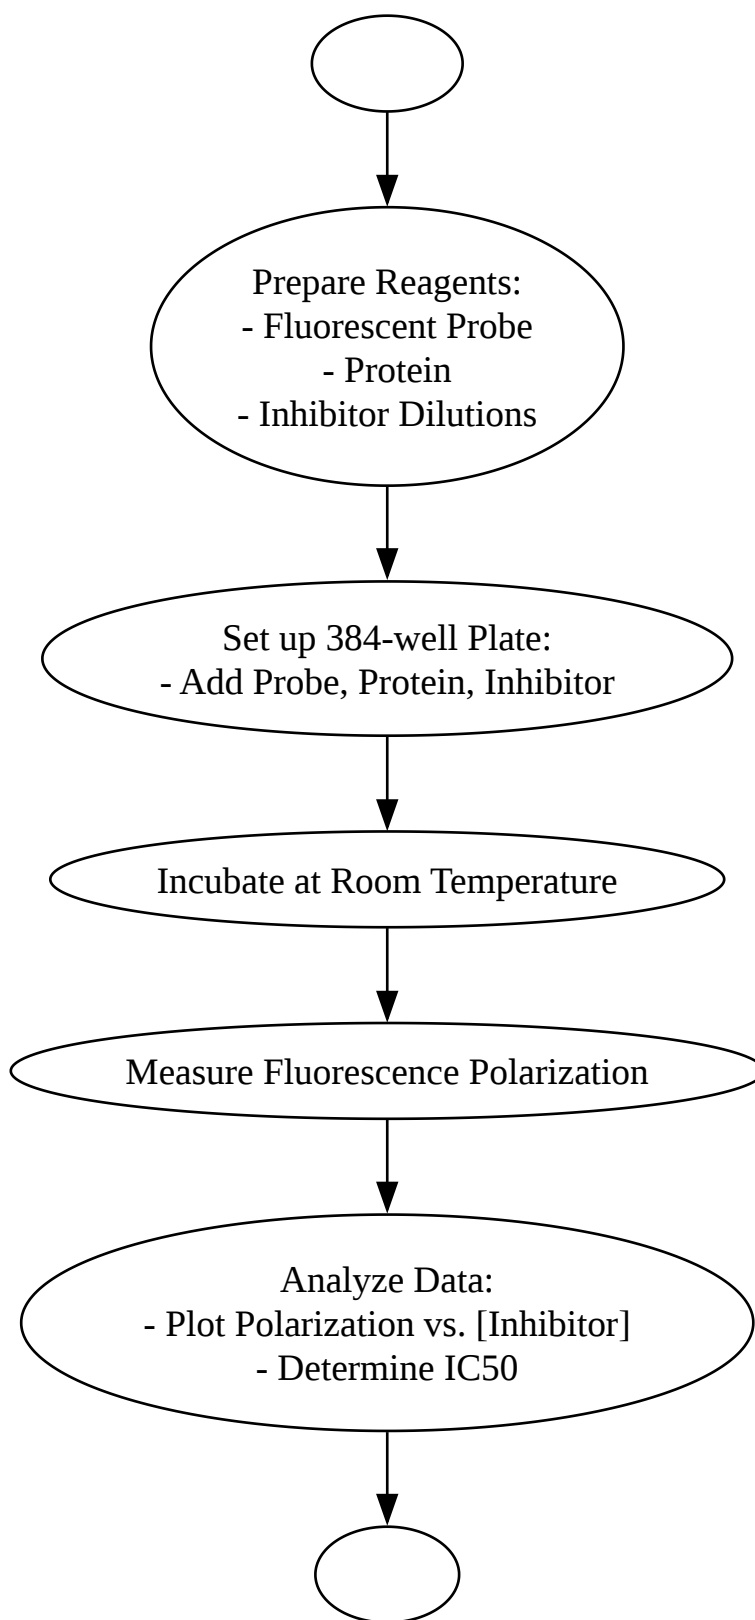 Prepare Reagents:
- Fluorescent Probe
- Protein
- Inhibitor Dilutions
Set up 384-well Plate:
- Add Probe, Protein, Inhibitor
Incubate at Room Temperature
Measure Fluorescence Polarization
Analyze Data:
- Plot Polarization vs. [Inhibitor]
- Determine IC50